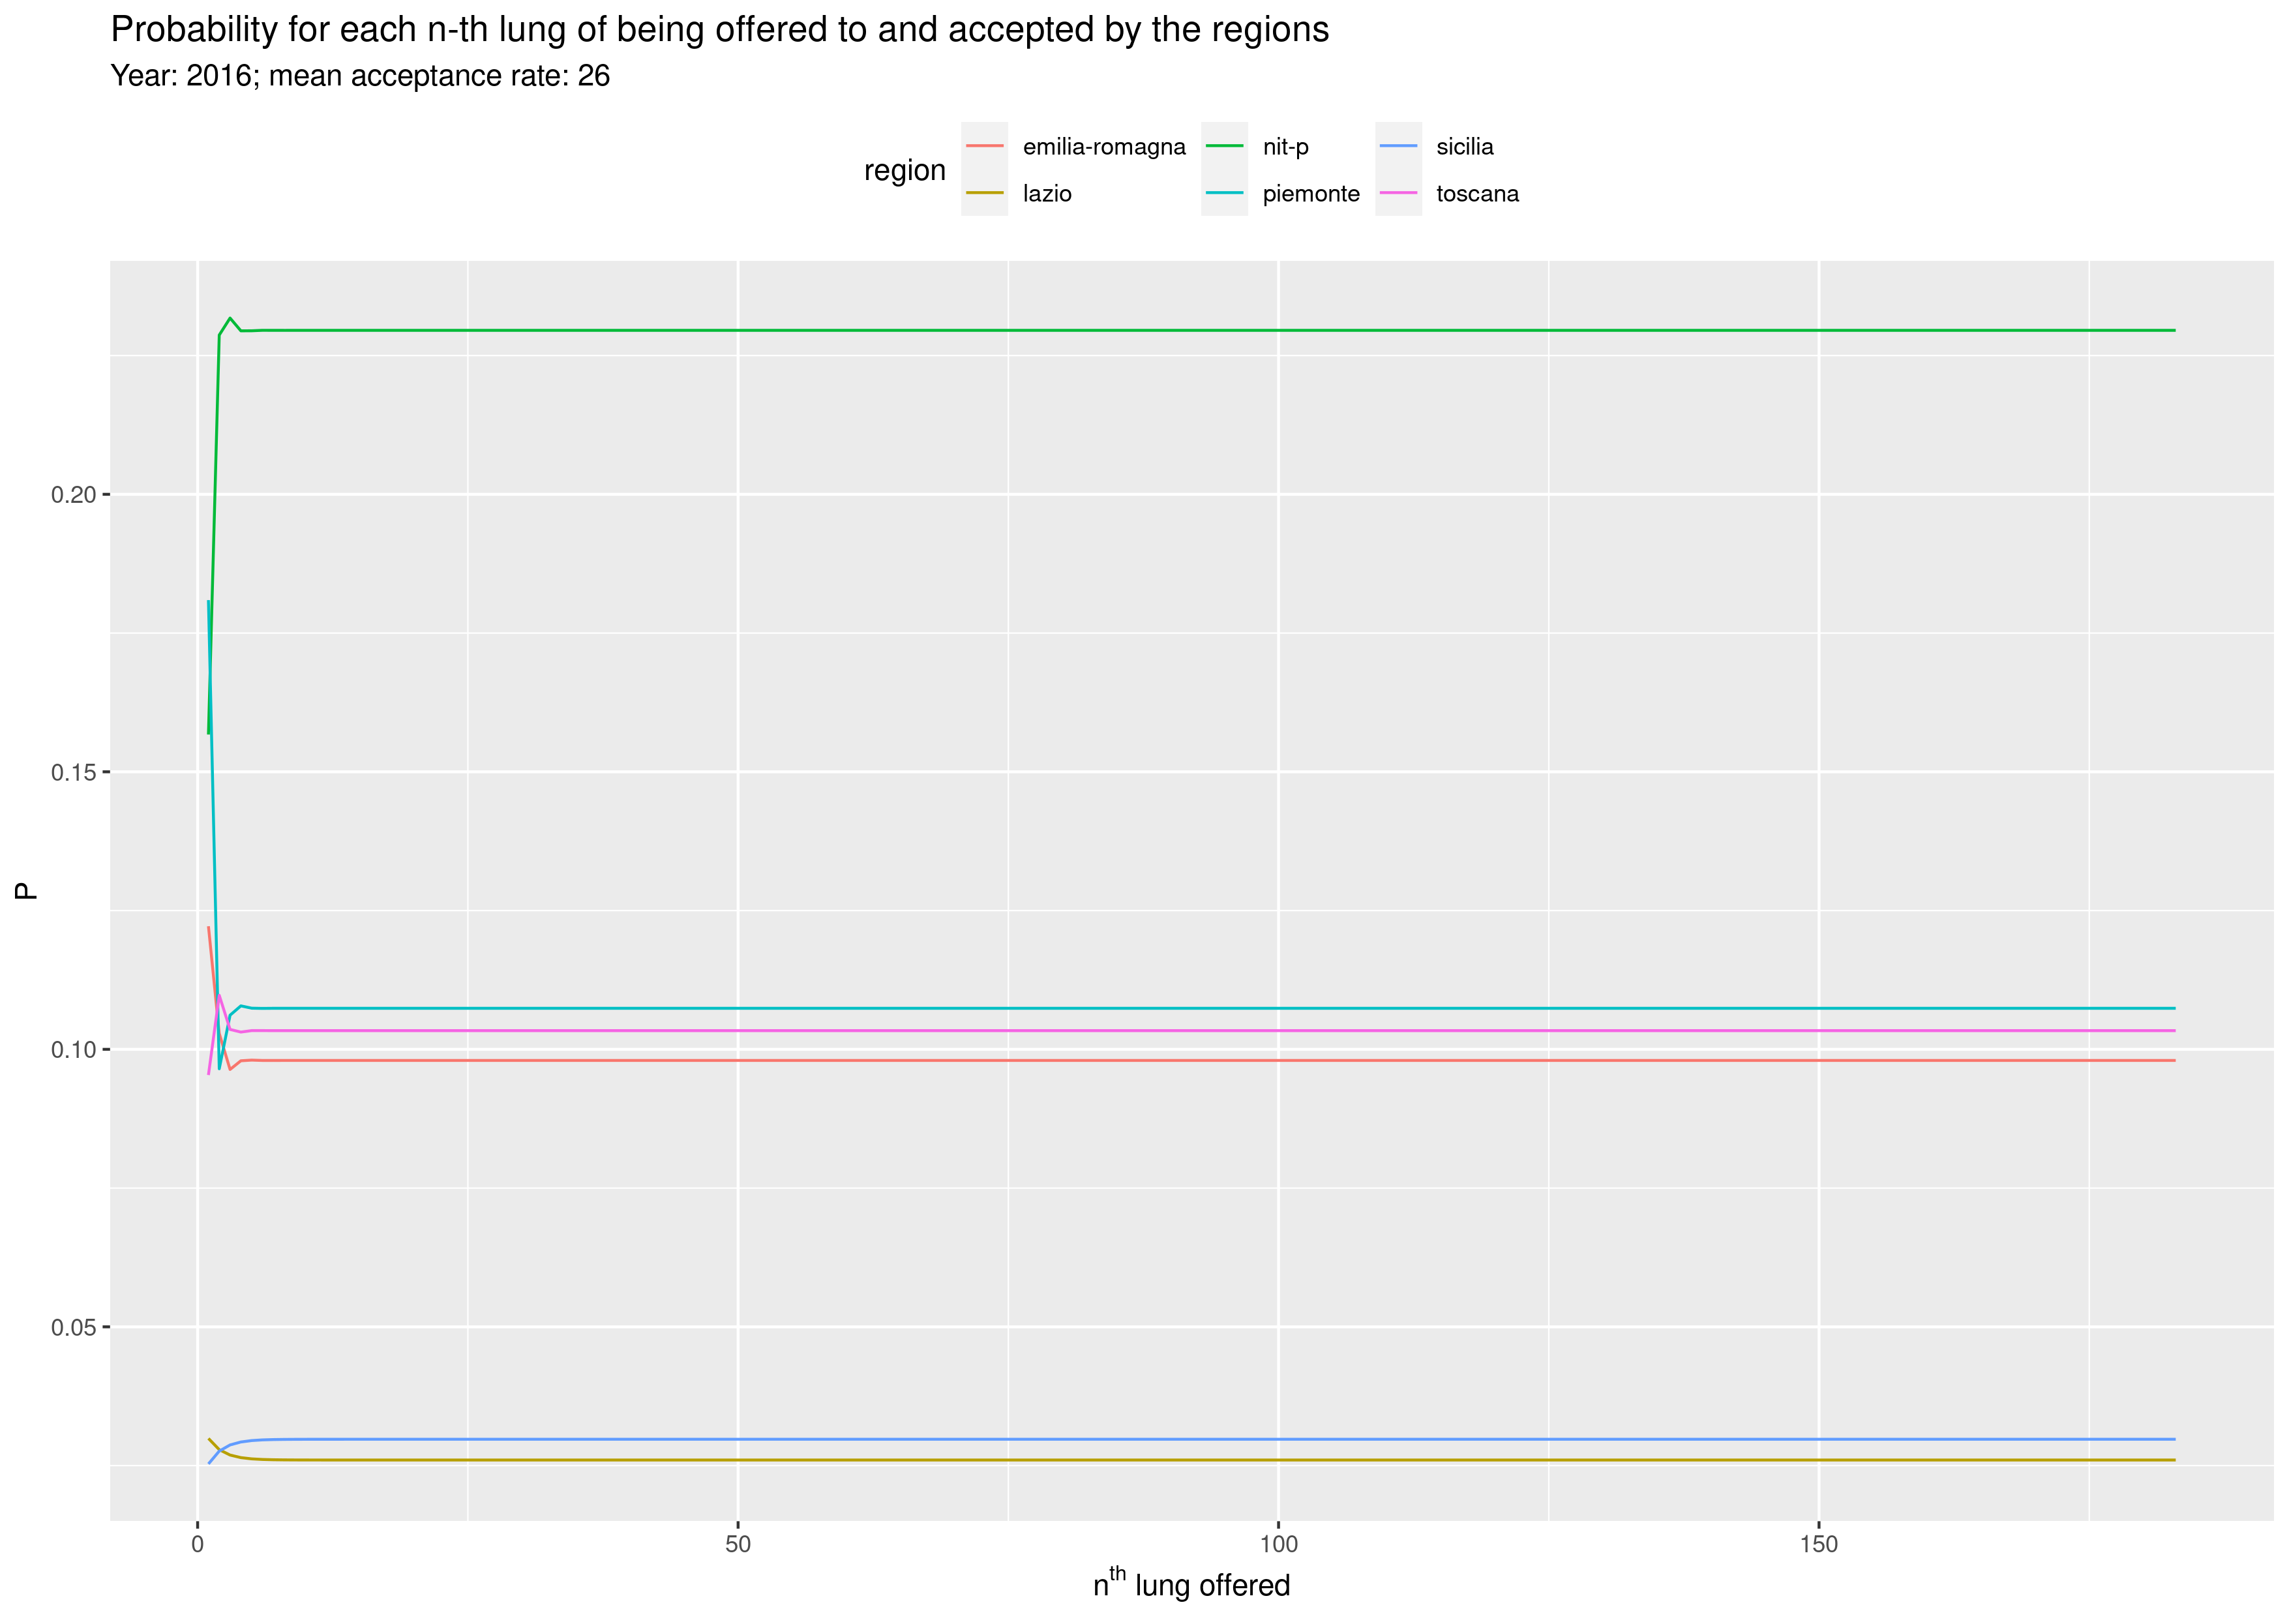 Probability for each n-th lung of being offered to and accepted by the regions
Year: 2016; mean acceptance rate: 26
region
emilia-romagna
nit-p
sicilia
lazio
piemonte
toscana
P
0.20
0.15
0.10
0.05
0
50
100
150
nth lung offered